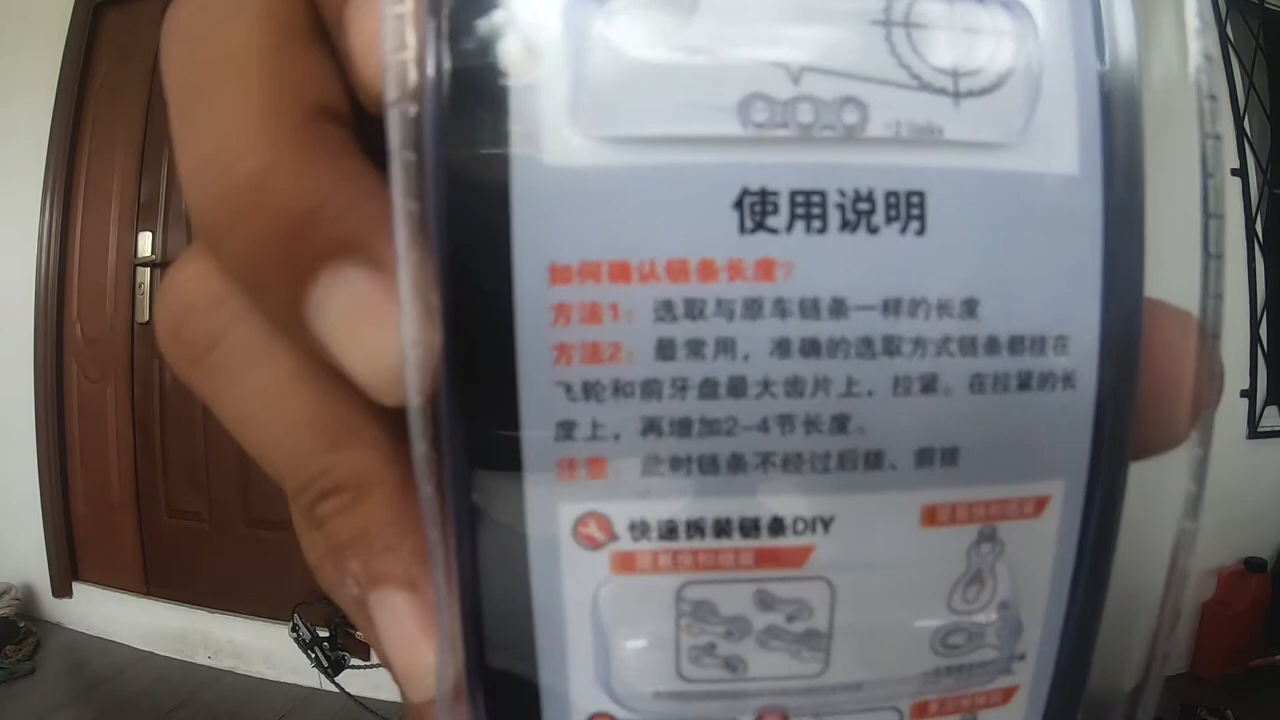 使用说明
如何确认链条长度？
方法1：选取与原车链条一样的长度
方法2：最常用，准确的选取方式链条都挂在
飞轮和前牙盘最大齿片上，拉紧。在拉紧的长
度上，再增加2-4节长度。
注意：此时链条不经过后拨、前拨
快速拆装链条DIY